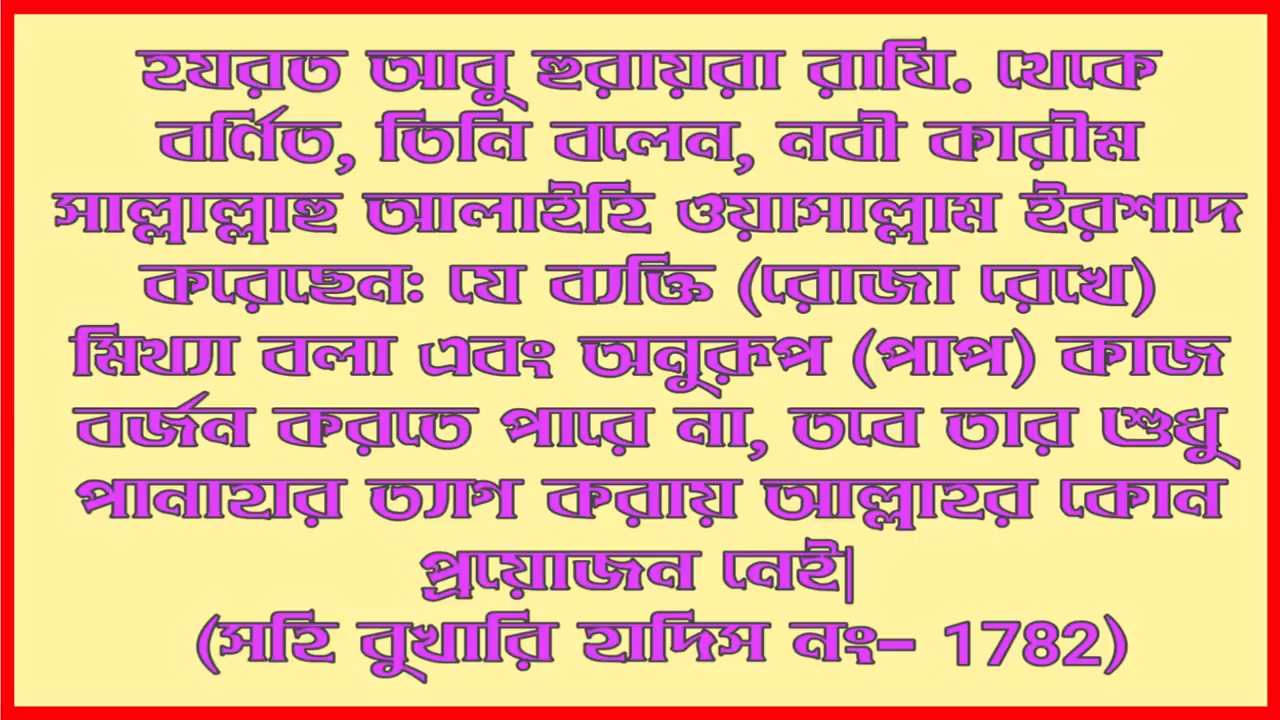 হযরত আবু হুরায়রা রাযি. থেকে
বর্ণিত, তিনি বলেন, নবী কারীম
সাল্লাল্লাহু আলাইহি ওয়াসাল্লাম ইরশাদ
করেছেনঃ যে ব্যক্তি (রোজা রেখে)
মিথ্যা বলা এবং অনুরূপ (পাপ) কাজ
বর্জন করতে পারে না, তবে তার শুধু
পানাহার ত্যাগ করায় আল্লাহর কোন
প্রয়োজন নেই|
(সহি বুখারি হাদিস নং- 1782)